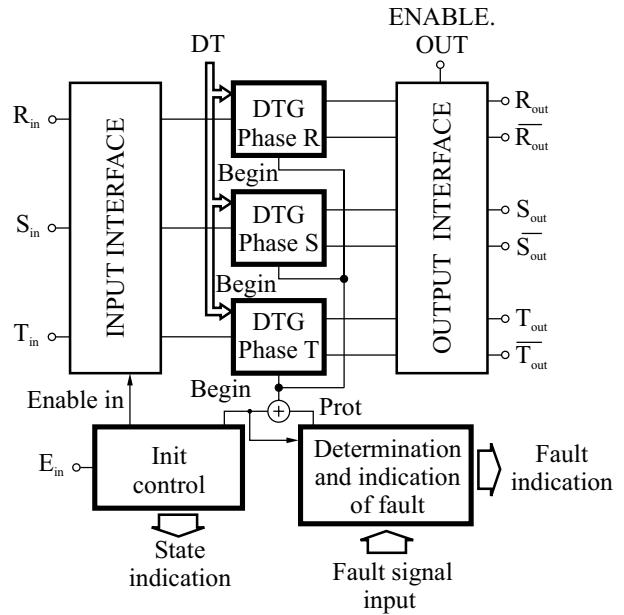 ENABLE.
OUT
DT
R_in
INPUT INTERFACE
DTG
Phase R
OUTPUT INTERFACE
R_out
R̅_out
Begin
S_in
DTG
Phase S
S_out
S̅_out
Begin
T_in
DTG
Phase T
T_out
T̅_out
Begin
Enable in
+
Prot
E_in
Init
control
Determination
and indication
of fault
Fault
indication
State
indication
Fault signal
input